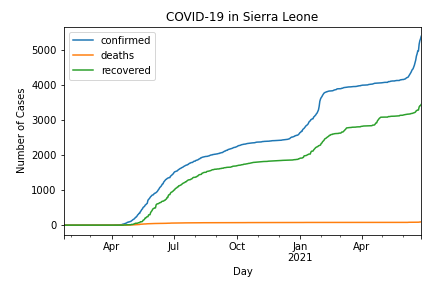 COVID-19 in Sierra Leone
confirmed
deaths
recovered
5000
4000
3000
2000
1000
0
Number of Cases
Apr
Jul
Oct
Jan
2021
Apr
Day